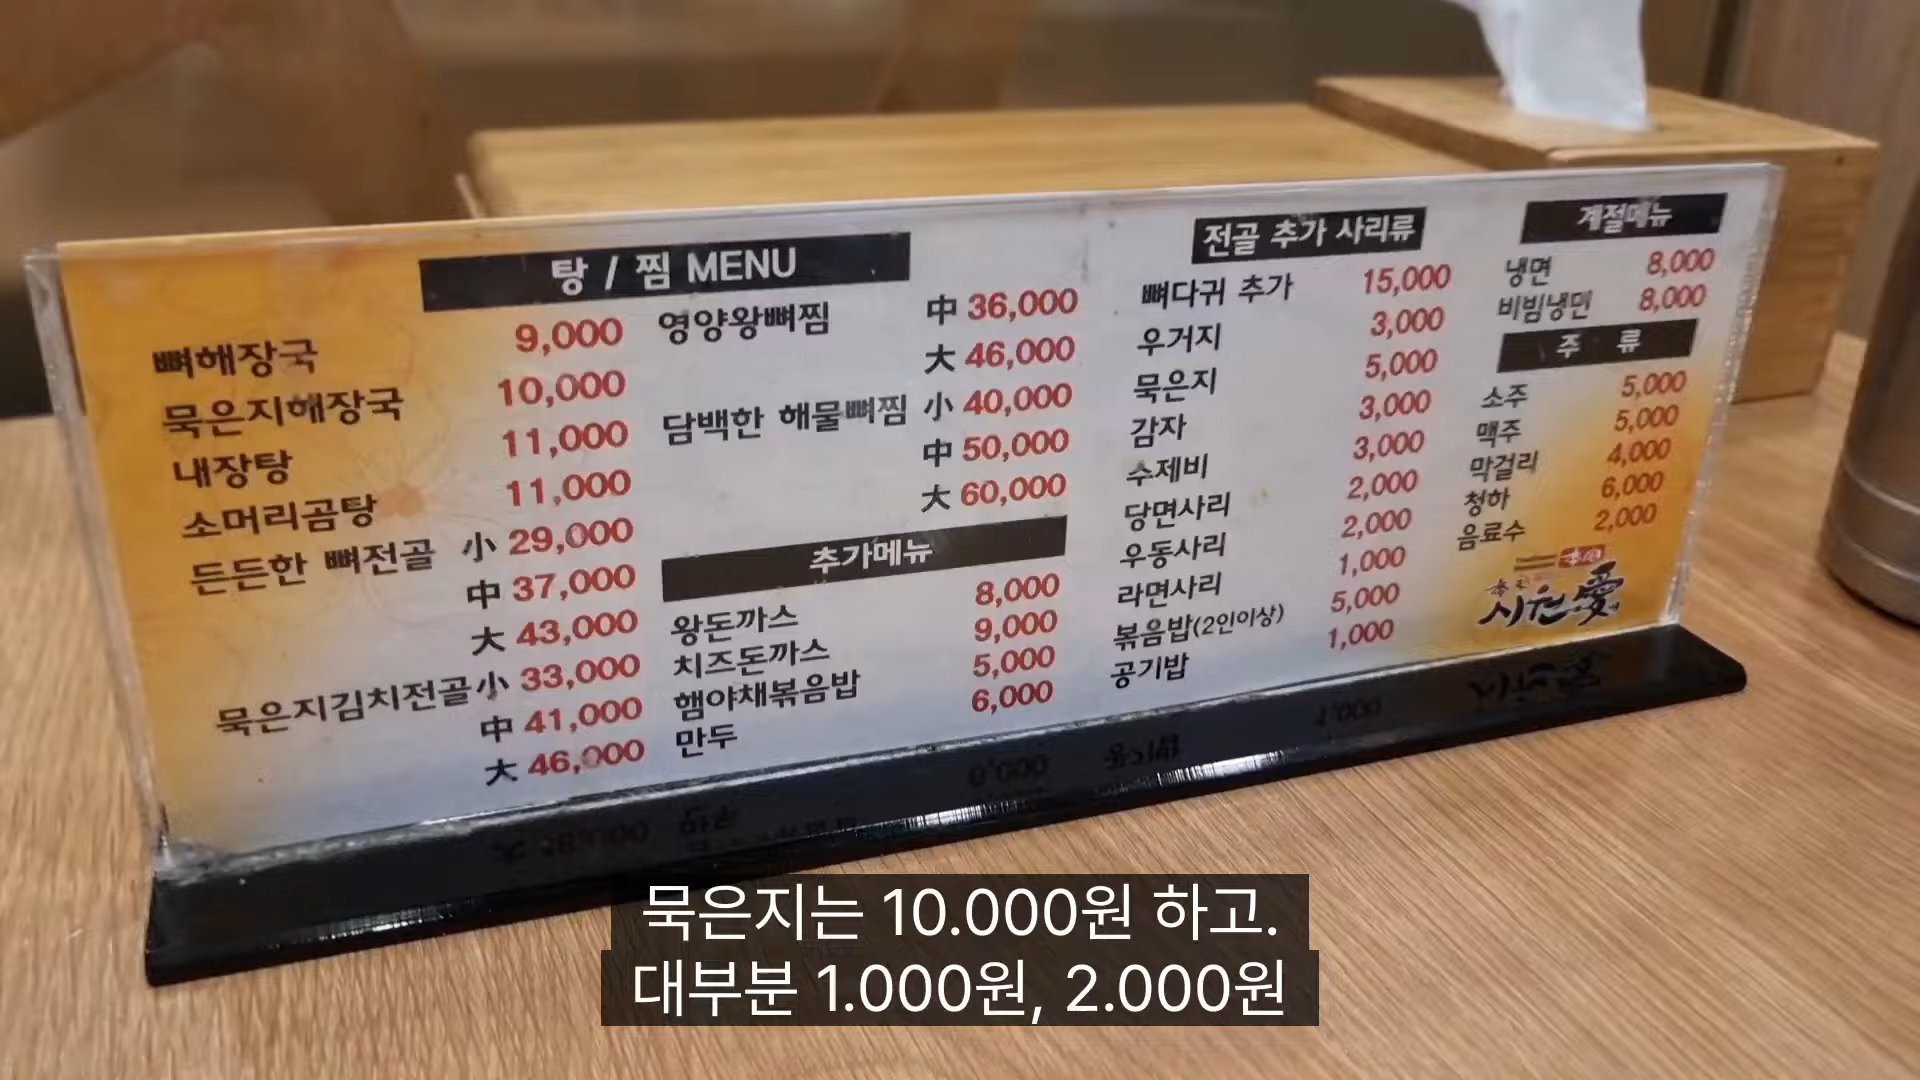 탕 / 찜 MENU
뼈해장국 9,000
묵은지해장국 10,000
내장탕 11,000
소머리곰탕 11,000
든든한 뼈전골 小 29,000
中 37,000
大 43,000
묵은지김치전골 小 33,000
中 41,000
大 46,000
영양왕뼈찜 中 36,000
大 46,000
담백한 해물뼈찜 小 40,000
中 50,000
大 60,000
추가메뉴
왕돈까스 8,000
치즈돈까스 9,000
햄야채볶음밥 5,000
만두 6,000
전골 추가 사리류
뼈다귀 추가 15,000
우거지 3,000
묵은지 5,000
감자 3,000
수제비 3,000
당면사리 2,000
우동사리 2,000
라면사리 1,000
볶음밥(2인이상) 5,000
공기밥 1,000
계절메뉴
냉면 8,000
비빔냉면 8,000
주 류
소주 5,000
맥주 5,000
막걸리 4,000
청하 6,000
음료수 2,000
시원愛
묵은지는 10.000원 하고.
대부분 1.000원, 2.000원